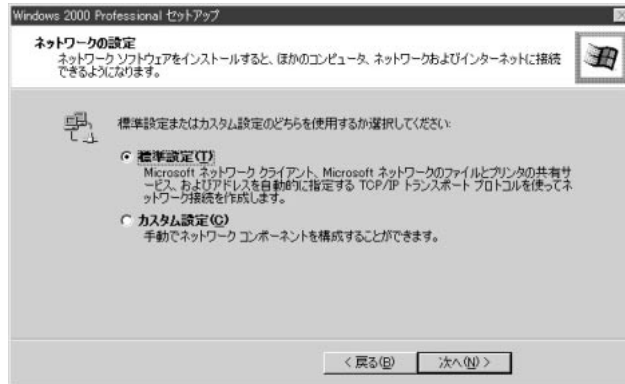 Windows 2000 Professional セットアップ
ネットワークの設定
ネットワーク ソフトウェアをインストールすると、ほかのコンピュータ、ネットワークおよびインターネットに接続
できるようになります。
標準設定またはカスタム設定のどちらを使用するか選択してください:
標準設定(T)
Microsoft ネットワーク クライアント、Microsoft ネットワークのファイルとプリンタの共有サ
ービス、およびアドレスを自動的に指定する TCP/IP トランスポート プロトコルを使ってネ
ットワーク接続を作成します。
カスタム設定(C)
手動でネットワーク コンポーネントを構成することができます。
< 戻る(B)
次へ(N) >